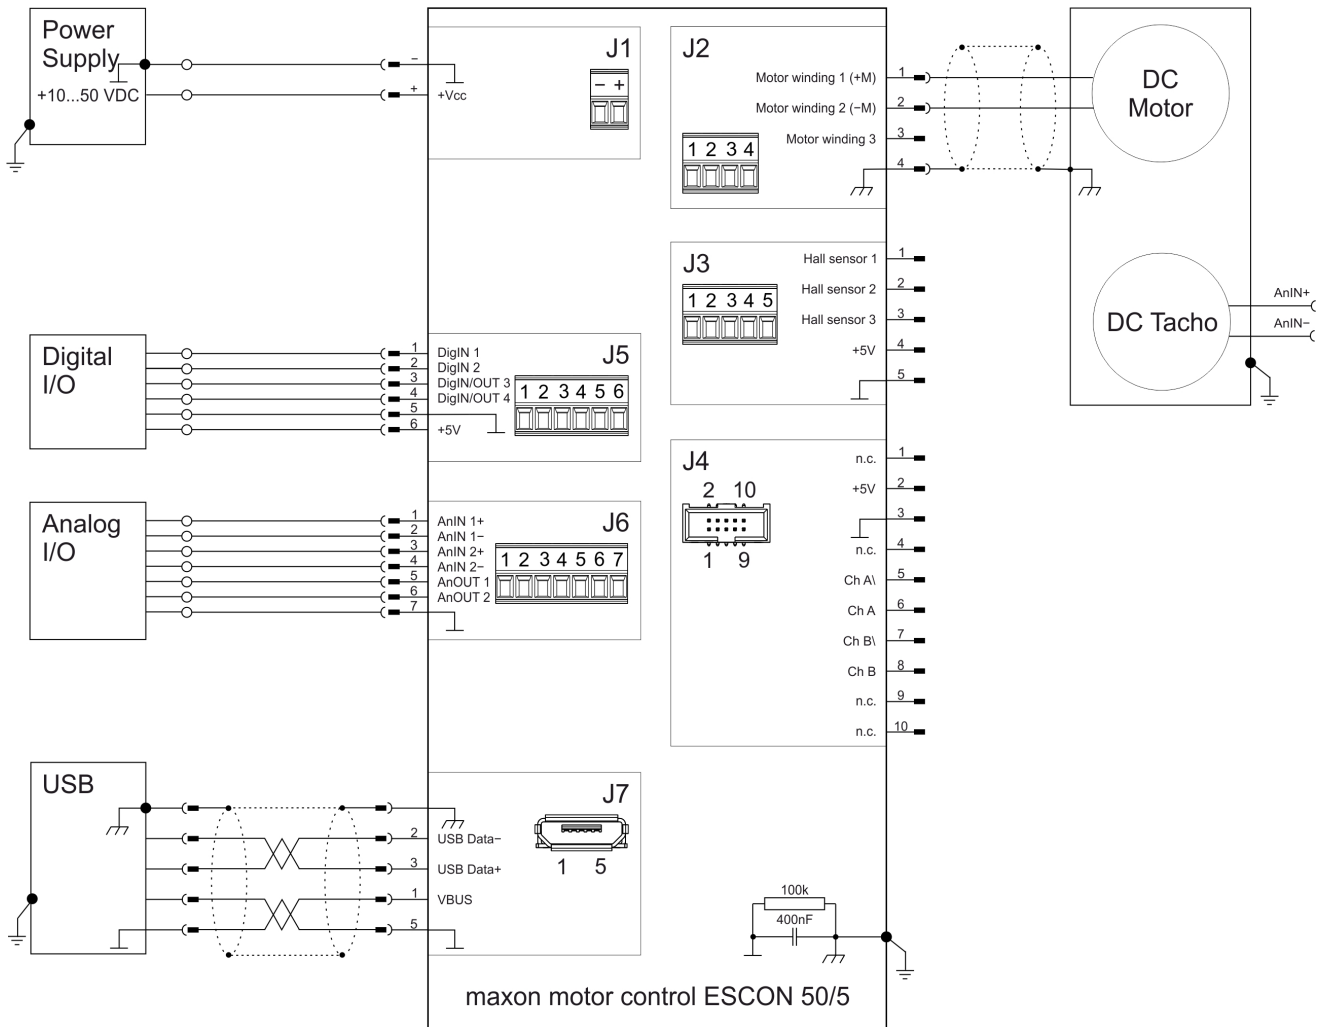 Power
Supply
+10...50 VDC
−
+
+Vcc
J1
− +
J2
Motor winding 1 (+M)
1
Motor winding 2 (−M)
2
Motor winding 3
3
4
1 2 3 4
DC
Motor
J3
Hall sensor 1
1
Hall sensor 2
2
Hall sensor 3
3
+5V
4
5
1 2 3 4 5
DC Tacho
AnIN+
AnIN−
Digital
I/O
1
DigIN 1
2
DigIN 2
3
DigIN/OUT 3
4
DigIN/OUT 4
5
6
+5V
J5
1 2 3 4 5 6
Analog
I/O
1
AnIN 1+
2
AnIN 1−
3
AnIN 2+
4
AnIN 2−
5
AnOUT 1
6
AnOUT 2
7
J6
1 2 3 4 5 6 7
J4
2 10
1 9
n.c.
1
+5V
2
3
n.c.
4
Ch A\
5
Ch A
6
Ch B\
7
Ch B
8
n.c.
9
n.c.
10
USB
2
USB Data−
3
USB Data+
1
VBUS
5
J7
1 5
100k
400nF
maxon motor control ESCON 50/5